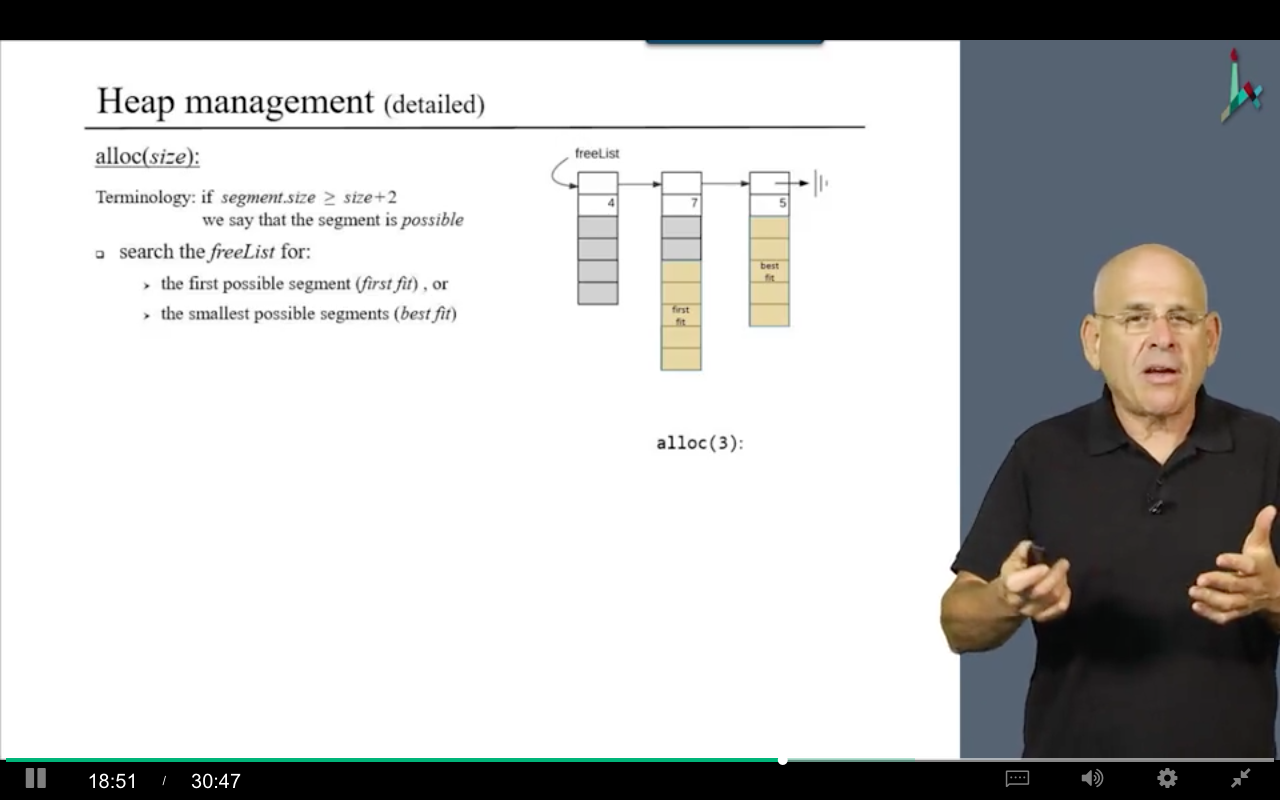 Heap management (detailed)
alloc(size):
Terminology: if segment.size ≥ size+2
we say that the segment is possible
❑ search the freeList for:
➢ the first possible segment (first fit) , or
➢ the smallest possible segments (best fit)
freeList
4
7
5
best
fit
first
fit
alloc(3):
18:51 / 30:47